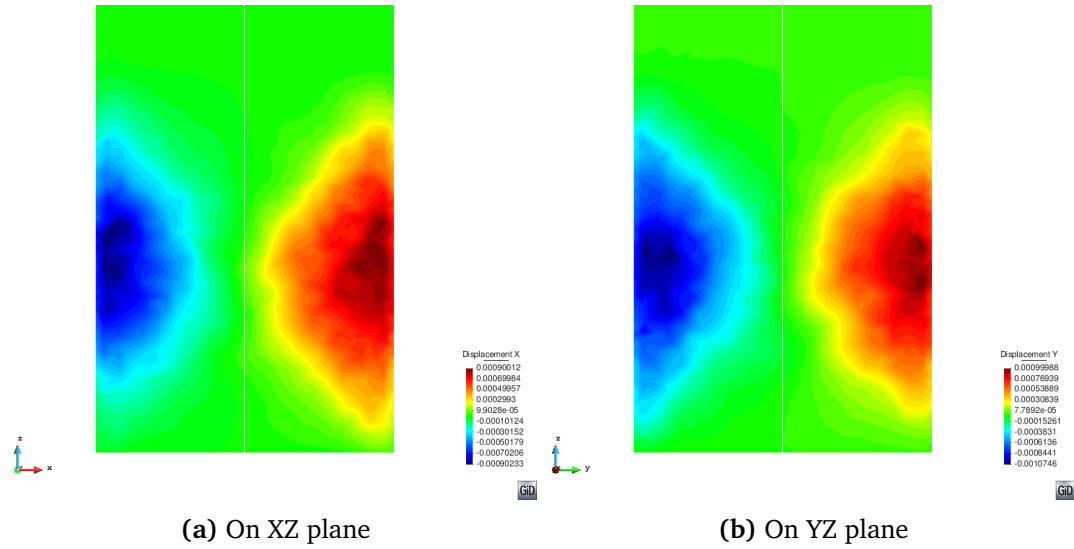 Displacement X
0.00090012
0.00069984
0.00049957
0.0002993
9.9028e-05
-0.00010124
-0.00030152
-0.00050179
-0.00070206
-0.00090233
z
x
GiD
(a) On XZ plane
Displacement Y
0.00099988
0.00076939
0.00053889
0.00030839
7.7892e-05
-0.00015261
-0.0003831
-0.0006136
-0.0008441
-0.0010746
z
y
GiD
(b) On YZ plane